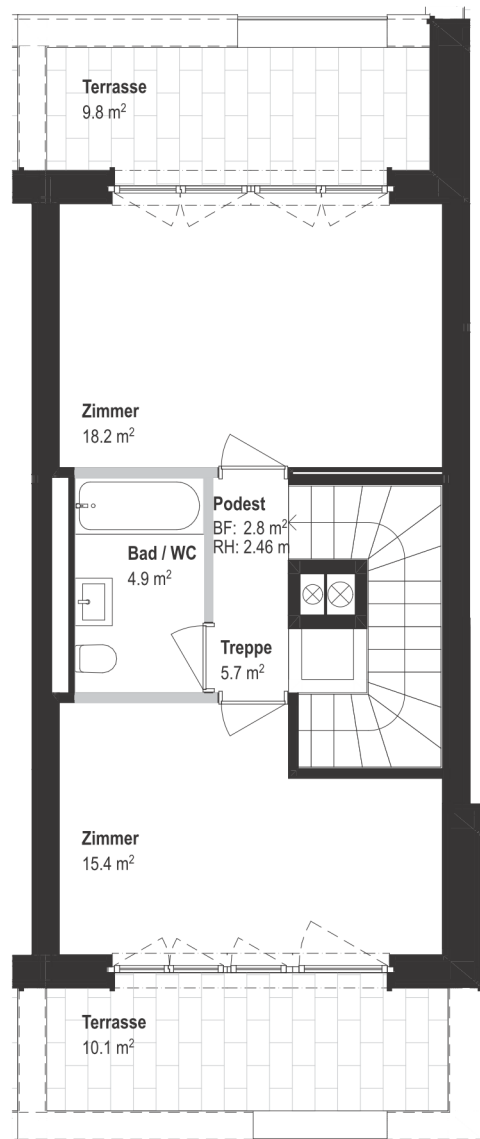 Terrasse
9.8 m²
Zimmer
18.2 m²
Podest
BF: 2.8 m²
RH: 2.46 m
Bad / WC
4.9 m²
Treppe
5.7 m²
Zimmer
15.4 m²
Terrasse
10.1 m²